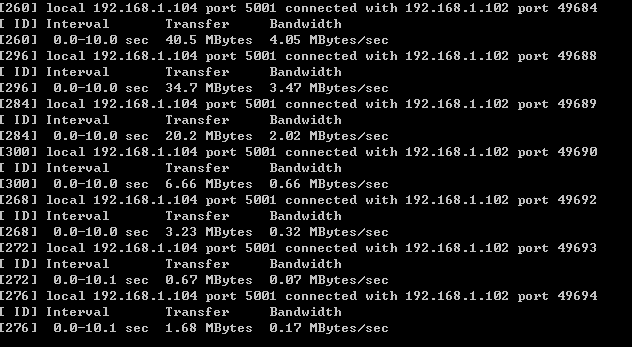 [260] local 192.168.1.104 port 5001 connected with 192.168.1.102 port 49684
[ ID] Interval       Transfer     Bandwidth
[260]  0.0-10.0 sec  40.5 MBytes  4.05 MBytes/sec
[296] local 192.168.1.104 port 5001 connected with 192.168.1.102 port 49688
[ ID] Interval       Transfer     Bandwidth
[296]  0.0-10.0 sec  34.7 MBytes  3.47 MBytes/sec
[284] local 192.168.1.104 port 5001 connected with 192.168.1.102 port 49689
[ ID] Interval       Transfer     Bandwidth
[284]  0.0-10.0 sec  20.2 MBytes  2.02 MBytes/sec
[300] local 192.168.1.104 port 5001 connected with 192.168.1.102 port 49690
[ ID] Interval       Transfer     Bandwidth
[300]  0.0-10.0 sec  6.66 MBytes  0.66 MBytes/sec
[268] local 192.168.1.104 port 5001 connected with 192.168.1.102 port 49692
[ ID] Interval       Transfer     Bandwidth
[268]  0.0-10.0 sec  3.23 MBytes  0.32 MBytes/sec
[272] local 192.168.1.104 port 5001 connected with 192.168.1.102 port 49693
[ ID] Interval       Transfer     Bandwidth
[272]  0.0-10.1 sec  0.67 MBytes  0.07 MBytes/sec
[276] local 192.168.1.104 port 5001 connected with 192.168.1.102 port 49694
[ ID] Interval       Transfer     Bandwidth
[276]  0.0-10.1 sec  1.68 MBytes  0.17 MBytes/sec